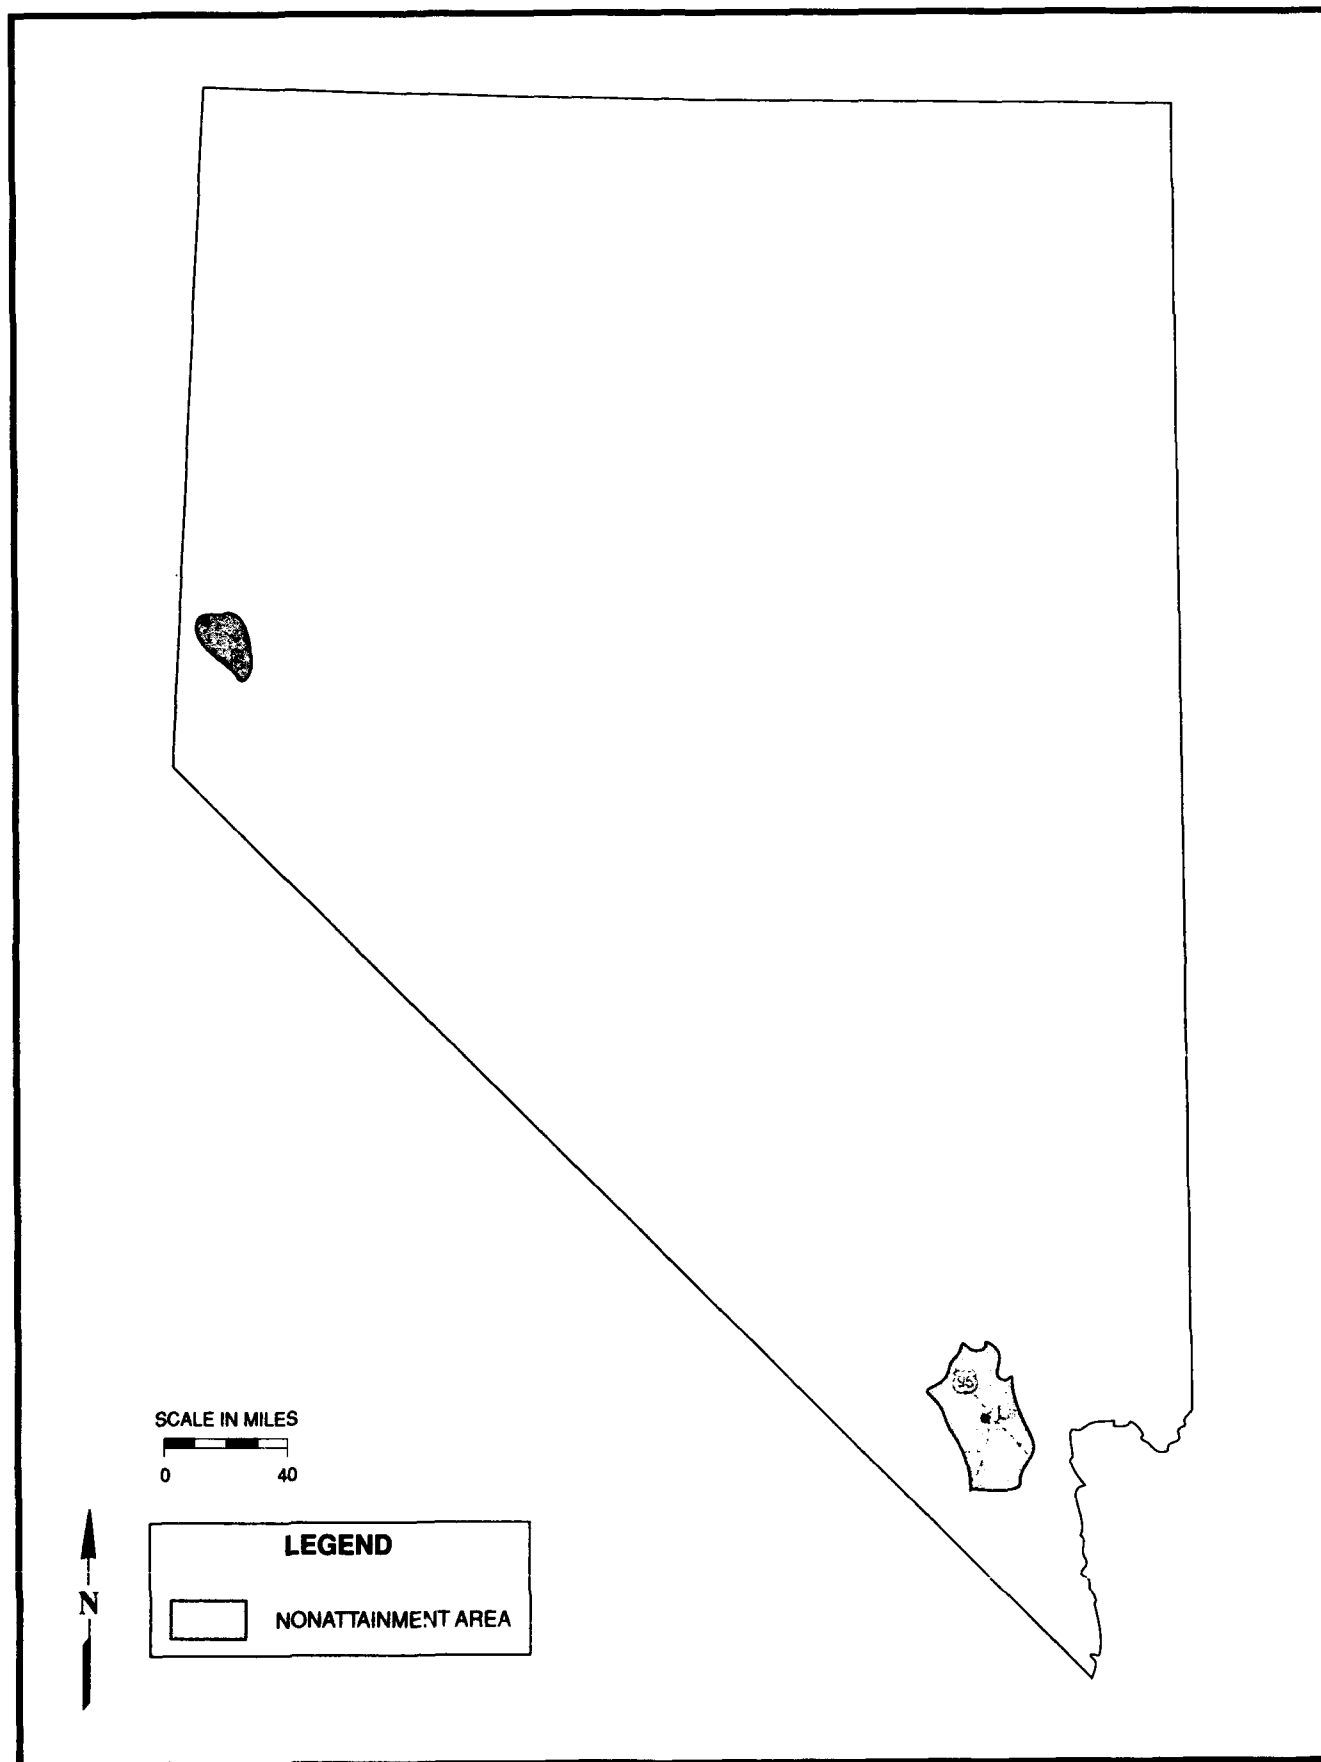 95
SCALE IN MILES
0 40
LEGEND
N
NONATTAINMENT AREA